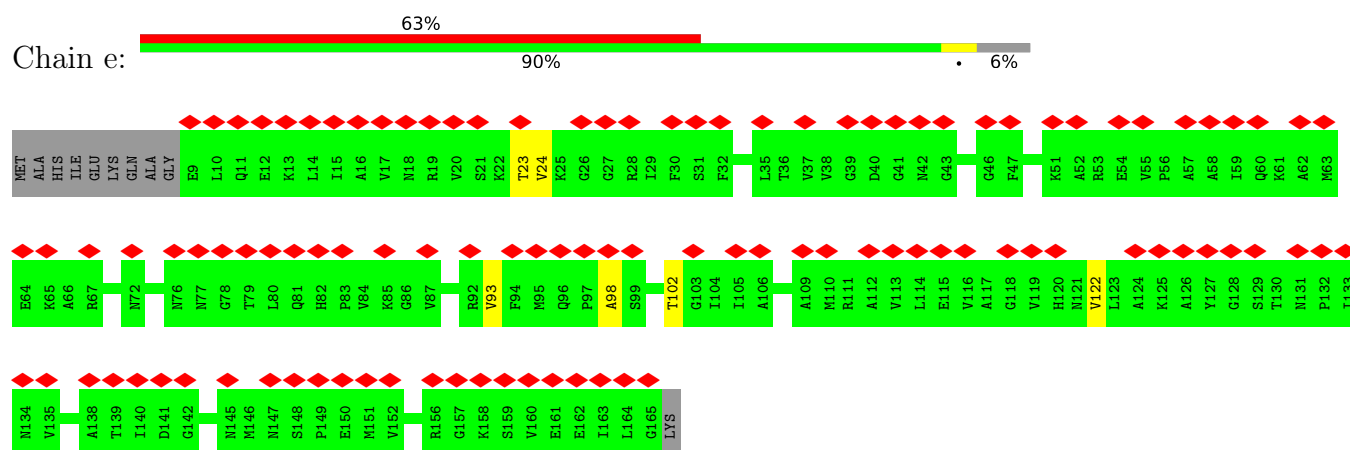 63%
Chain e:
90%
•
6%
MET ALA HIS ILE GLU LYS GLN ALA GLY E9 L10 Q11 E12 K13 L14 I15 A16 V17 N18 R19 V20 S21 K22 T23 V24 K25 G26 G27 R28 I29 F30 S31 F32 L35 T36 V37 V38 G39 D40 G41 N42 G43 G46 F47 K51 A52 R53 E54 V55 P56 A57 A58 I59 Q60 K61 A62 M63
E64 K65 A66 R67 N72 N76 N77 G78 T79 L80 Q81 H82 P83 V84 K85 G86 V87 R92 V93 F94 M95 Q96 P97 A98 S99 T102 G103 I104 I105 A106 A109 M110 R111 A112 V113 L114 E115 V116 A117 G118 V119 H120 N121 V122 L123 A124 K125 A126 Y127 G128 S129 T130 N131 P132 I133
N134 V135 A138 T139 I140 D141 G142 N145 M146 N147 S148 P149 E150 M151 V152 R156 G157 K158 S159 V160 E161 E162 I163 L164 G165 LYS